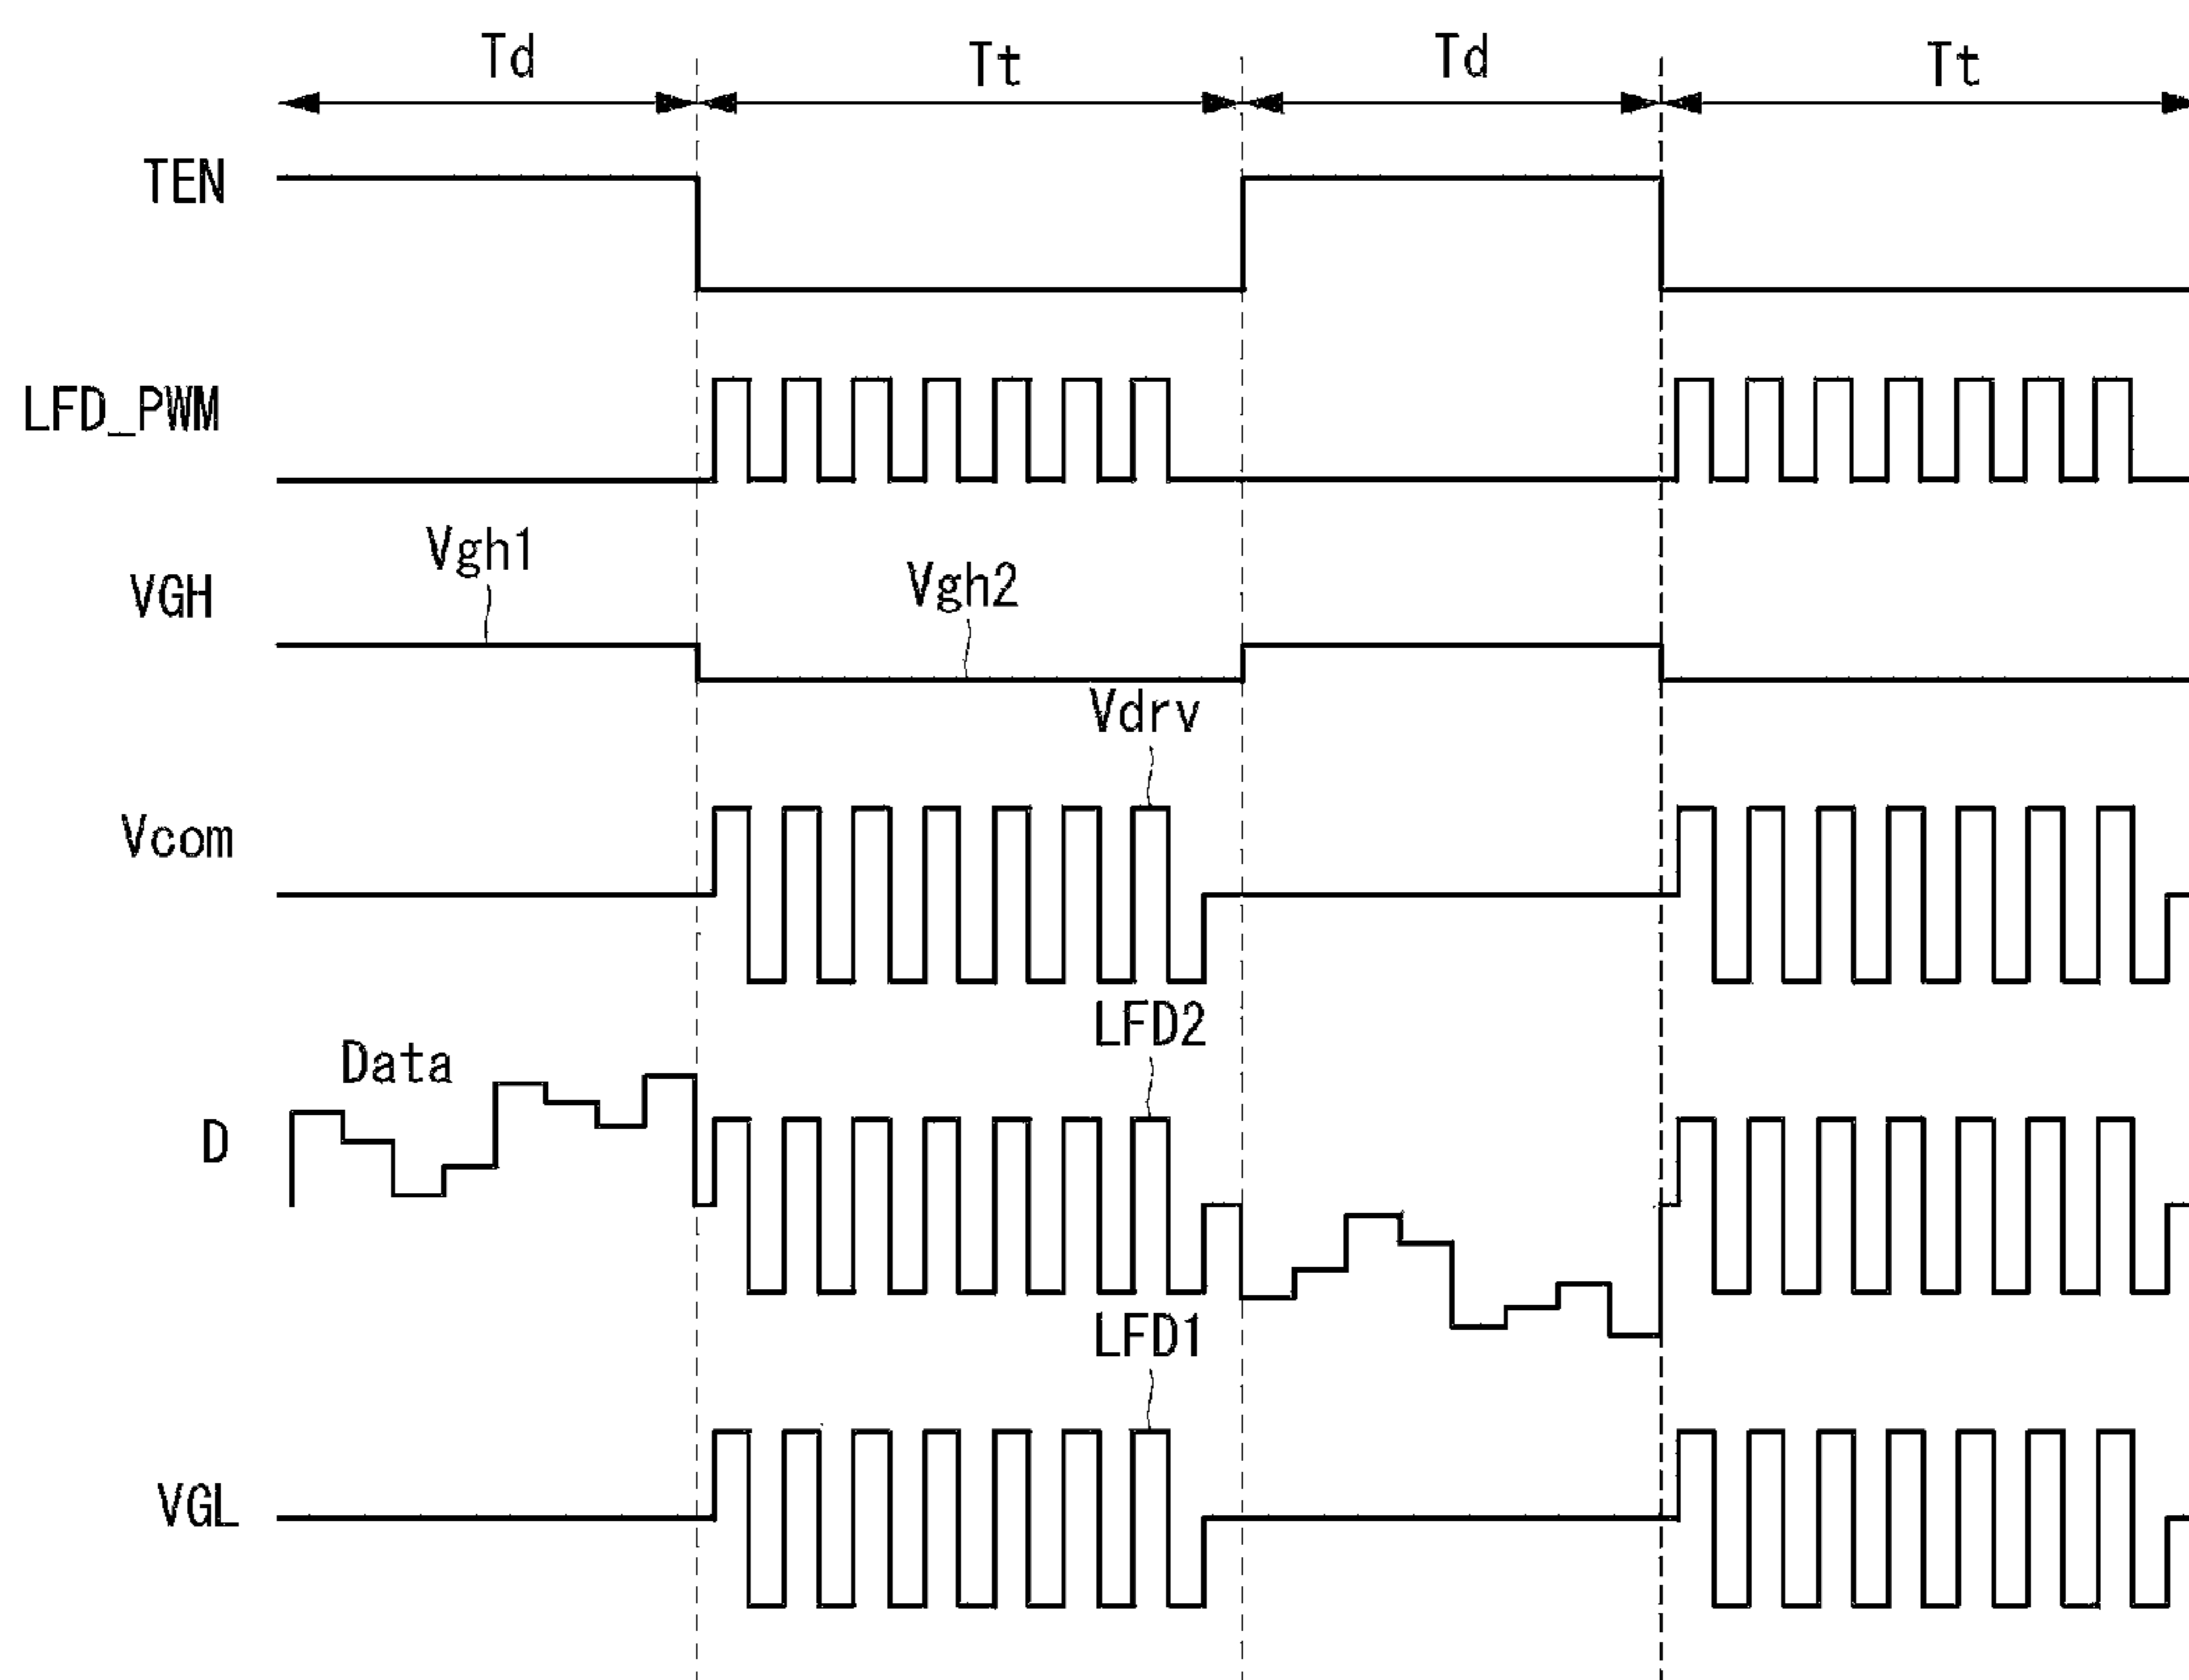 Td Tt Td Tt
TEN
LFD_PWM
Vgh1
VGH
Vgh2
Vdrv
Vcom
LFD2
Data
D
LFD1
VGL